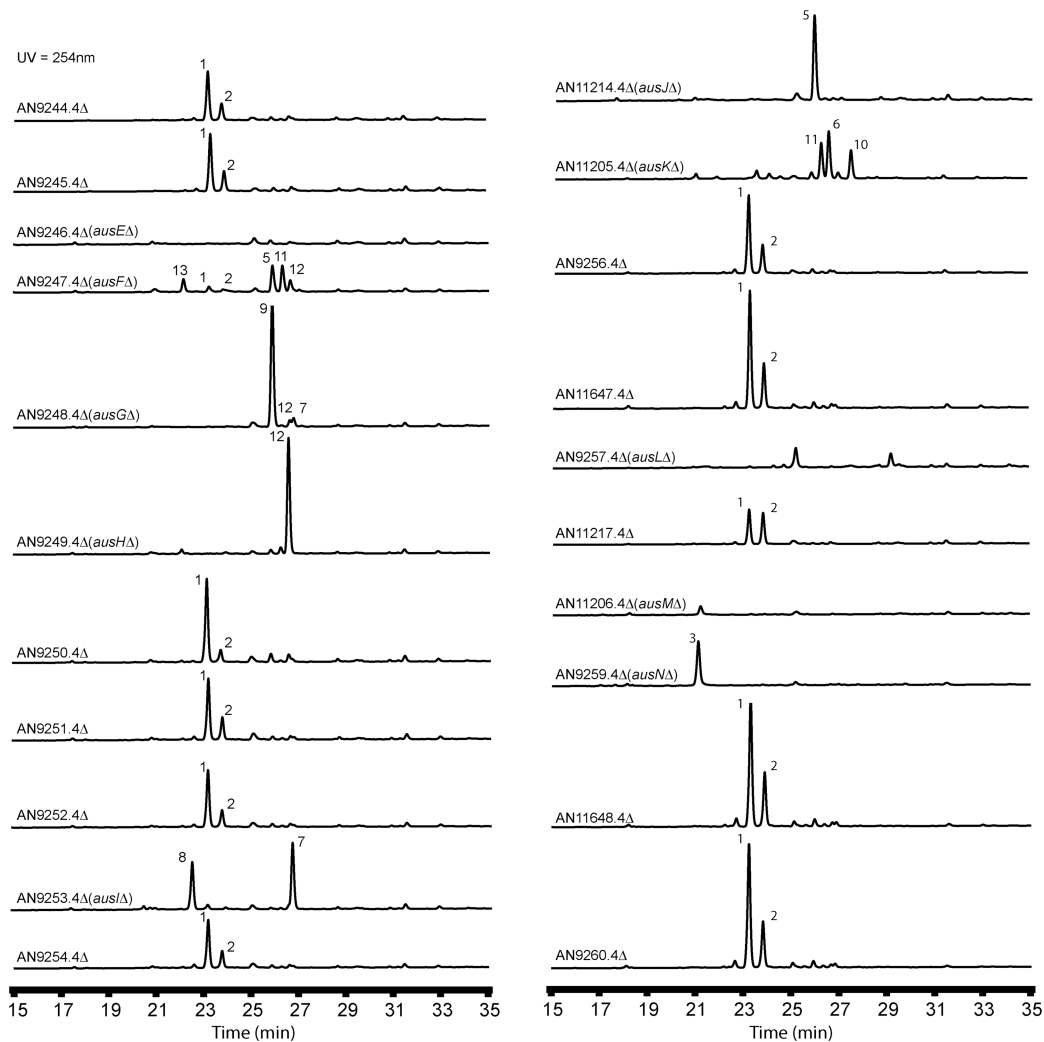 UV = 254nm
1
2
AN9244.4Δ
1
2
AN9245.4Δ
AN9246.4Δ(ausEΔ)
13 1 2 5 11 12
AN9247.4Δ(ausFΔ)
9
12 7
AN9248.4Δ(ausGΔ)
12
AN9249.4Δ(ausHΔ)
1
2
AN9250.4Δ
1
2
AN9251.4Δ
1
2
AN9252.4Δ
8 7
AN9253.4Δ(ausIΔ)
1
2
AN9254.4Δ
15 17 19 21 23 25 27 29 31 33 35
Time (min)
5
AN11214.4Δ(ausJΔ)
11 6 10
AN11205.4Δ(ausKΔ)
1
2
AN9256.4Δ
1
2
AN11647.4Δ
AN9257.4Δ(ausLΔ)
1 2
AN11217.4Δ
AN11206.4Δ(ausMΔ)
3
AN9259.4Δ(ausNΔ)
1
2
AN11648.4Δ
1
2
AN9260.4Δ
15 17 19 21 23 25 27 29 31 33 35
Time (min)